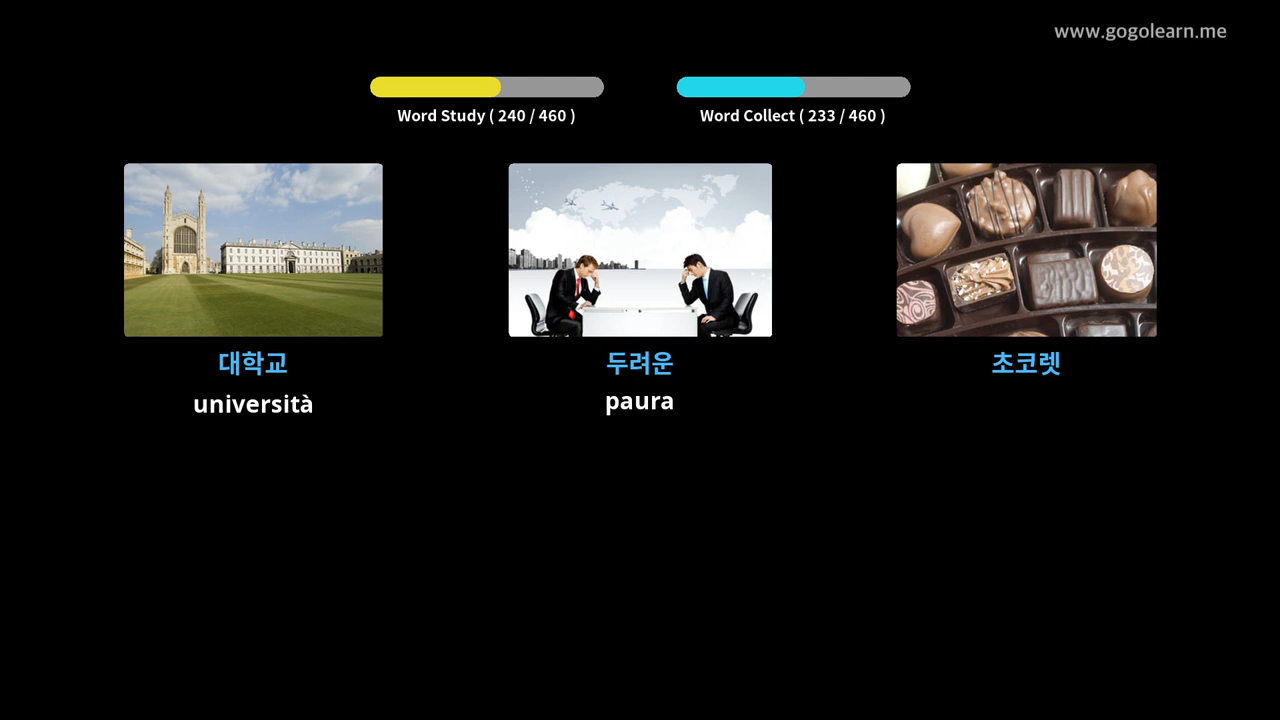 www.gogolearn.me
Word Study ( 240 / 460 )
Word Collect ( 233 / 460 )
대학교
università
두려운
paura
초코렛